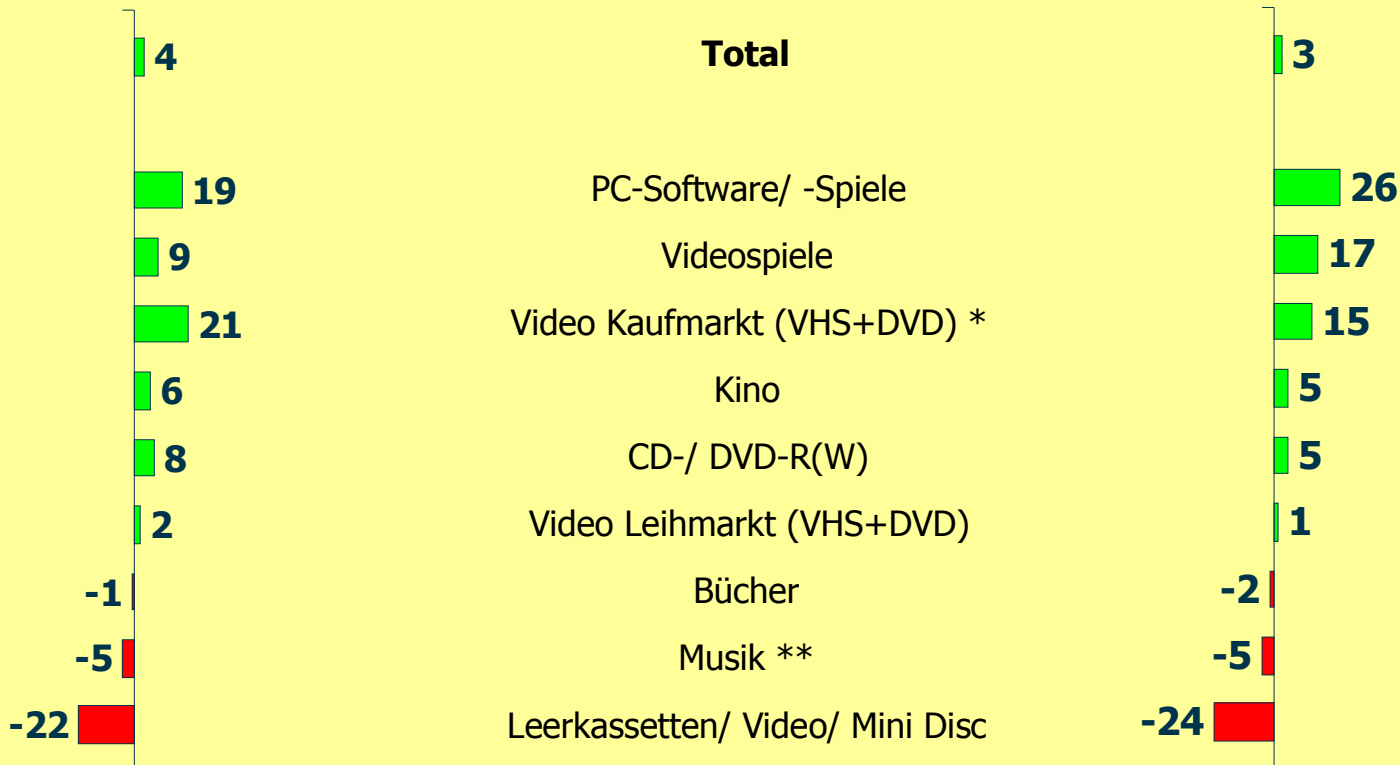 4 Total 3
19 PC-Software/ -Spiele 26
9 Videospiele 17
21 Video Kaufmarkt (VHS+DVD) * 15
6 Kino 5
8 CD-/ DVD-R(W) 5
2 Video Leihmarkt (VHS+DVD) 1
-1 Bücher -2
-5 Musik ** -5
-22 Leerkassetten/ Video/ Mini Disc -24